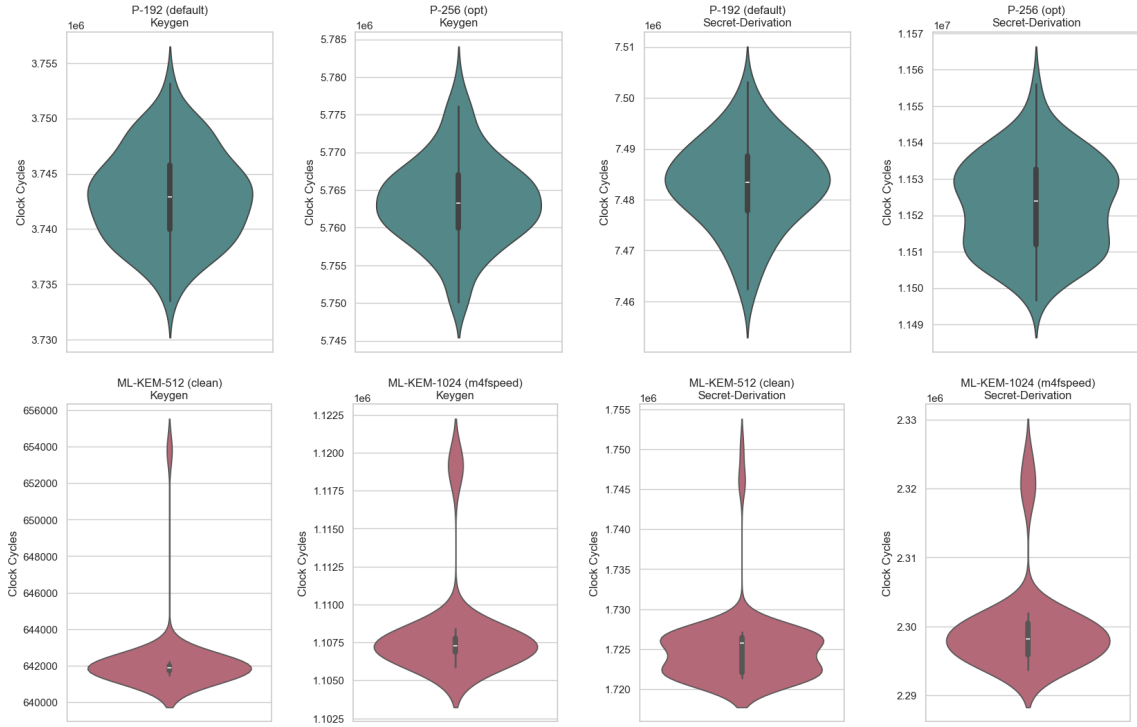 P-192 (default)
Keygen
1e6
Clock Cycles
3.755
3.750
3.745
3.740
3.735
3.730
P-256 (opt)
Keygen
1e6
Clock Cycles
5.785
5.780
5.775
5.770
5.765
5.760
5.755
5.750
5.745
P-192 (default)
Secret-Derivation
1e6
Clock Cycles
7.51
7.50
7.49
7.48
7.47
7.46
P-256 (opt)
Secret-Derivation
1e7
Clock Cycles
1.157
1.156
1.155
1.154
1.153
1.152
1.151
1.150
1.149
ML-KEM-512 (clean)
Keygen
Clock Cycles
656000
654000
652000
650000
648000
646000
644000
642000
640000
ML-KEM-1024 (m4fspeed)
Keygen
1e6
Clock Cycles
1.1225
1.1200
1.1175
1.1150
1.1125
1.1100
1.1075
1.1050
1.1025
ML-KEM-512 (clean)
Secret-Derivation
1e6
Clock Cycles
1.755
1.750
1.745
1.740
1.735
1.730
1.725
1.720
ML-KEM-1024 (m4fspeed)
Secret-Derivation
1e6
Clock Cycles
2.33
2.32
2.31
2.30
2.29